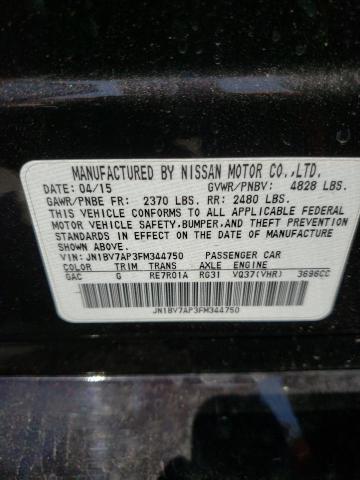 MANUFACTURED BY NISSAN MOTOR CO.,LTD.
DATE: 04/15 GVWR/PNBV: 4828 LBS.
GAWR/PNBE FR: 2370 LBS. RR: 2480 LBS.
THIS VEHICLE CONFORMS TO ALL APPLICABLE FEDERAL
MOTOR VEHICLE SAFETY,BUMPER,AND THEFT PREVENTION
STANDARDS IN EFFECT ON THE DATE OF MANUFACTURE
SHOWN ABOVE.
VIN: JN1BV7AP3FM344750 PASSENGER CAR
COLOR TRIM TRANS AXLE ENGINE
GAC G RE7R01A RG31 VQ37(VHR) 3696CC
JN1BV7AP3FM344750